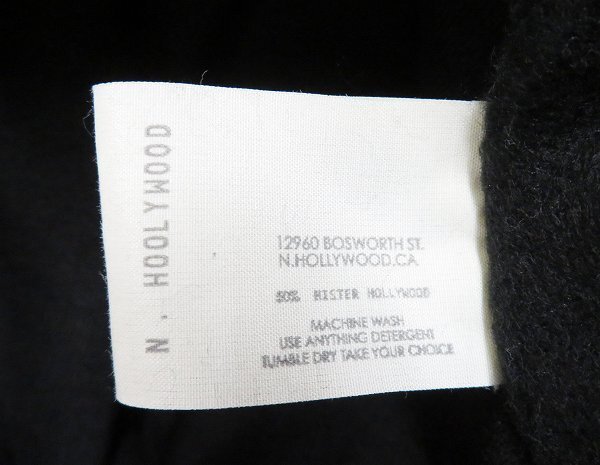 N. HOOLYWOOD
12960 BOSWORTH ST.
N.HOLLYWOOD.CA
50% MISTER HOLLYWOOD
MACHINE WASH
USE ANYTHING DETERGENT
TUMBLE DRY TAKE YOUR CHOICE